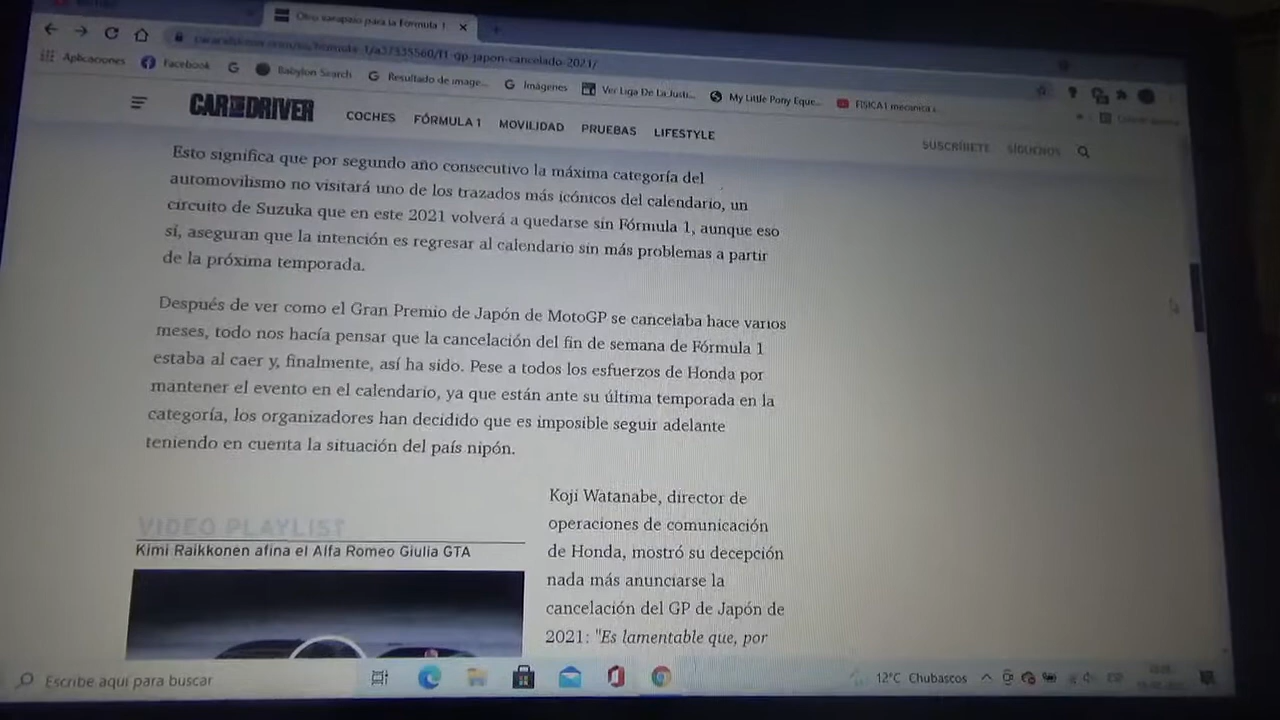 Otro varapalo para la Fórmula 1
formule-1/a37335560/f1-gp-japon-cancelado-2021/
Aplicaciones Facebook Babylon Search Resultado de image... Imágenes Ver Liga De La Justi... My Little Pony Eque... FISICA1 mecanica
CAR DRIVER COCHES FÓRMULA 1 MOVILIDAD PRUEBAS LIFESTYLE SUSCRÍBETE SÍGUENOS
Esto significa que por segundo año consecutivo la máxima categoría del
automovilismo no visitará uno de los trazados más icónicos del calendario, un
circuito de Suzuka que en este 2021 volverá a quedarse sin Fórmula 1, aunque eso
sí, aseguran que la intención es regresar al calendario sin más problemas a partir
de la próxima temporada.
Después de ver como el Gran Premio de Japón de MotoGP se cancelaba hace varios
meses, todo nos hacía pensar que la cancelación del fin de semana de Fórmula 1
estaba al caer y, finalmente, así ha sido. Pese a todos los esfuerzos de Honda por
mantener el evento en el calendario, ya que están ante su última temporada en la
categoría, los organizadores han decidido que es imposible seguir adelante
teniendo en cuenta la situación del país nipón.
VIDEO PLAYLIST
Kimi Raikkonen afina el Alfa Romeo Giulia GTA
Koji Watanabe, director de
operaciones de comunicación
de Honda, mostró su decepción
nada más anunciarse la
cancelación del GP de Japón de
2021: "Es lamentable que, por
Escribe aquí para buscar
12°C Chubascos